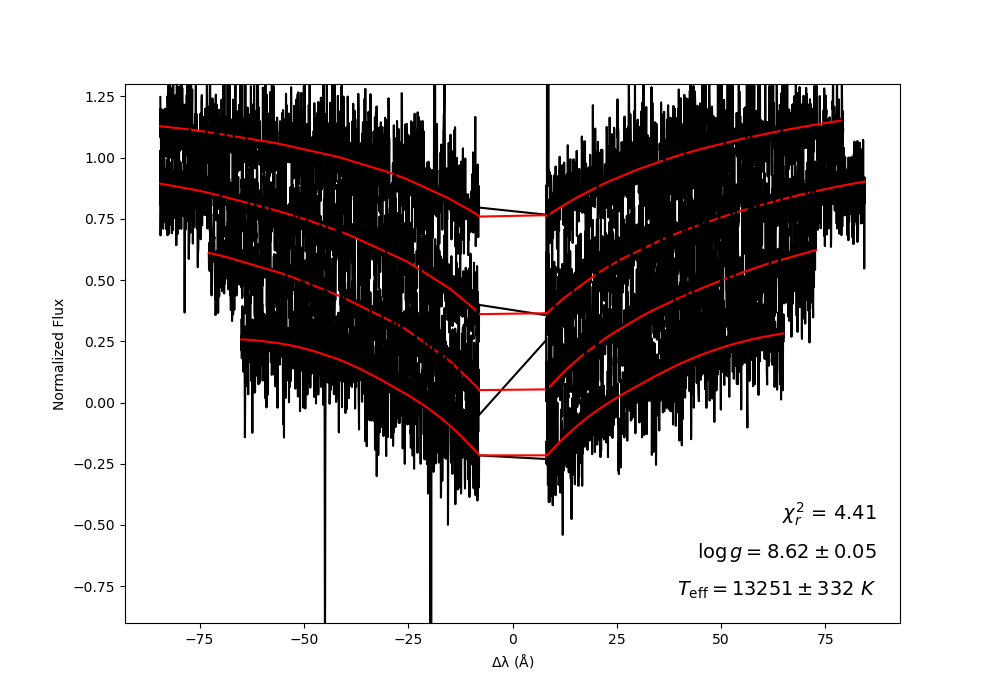 1.25
1.00
0.75
0.50
0.25
0.00
−0.25
−0.50
−0.75
Normalized Flux
χ²ᵣ = 4.41
log g = 8.62 ± 0.05
T_eff = 13251 ± 332 K
−75 −50 −25 0 25 50 75
Δλ (Å)